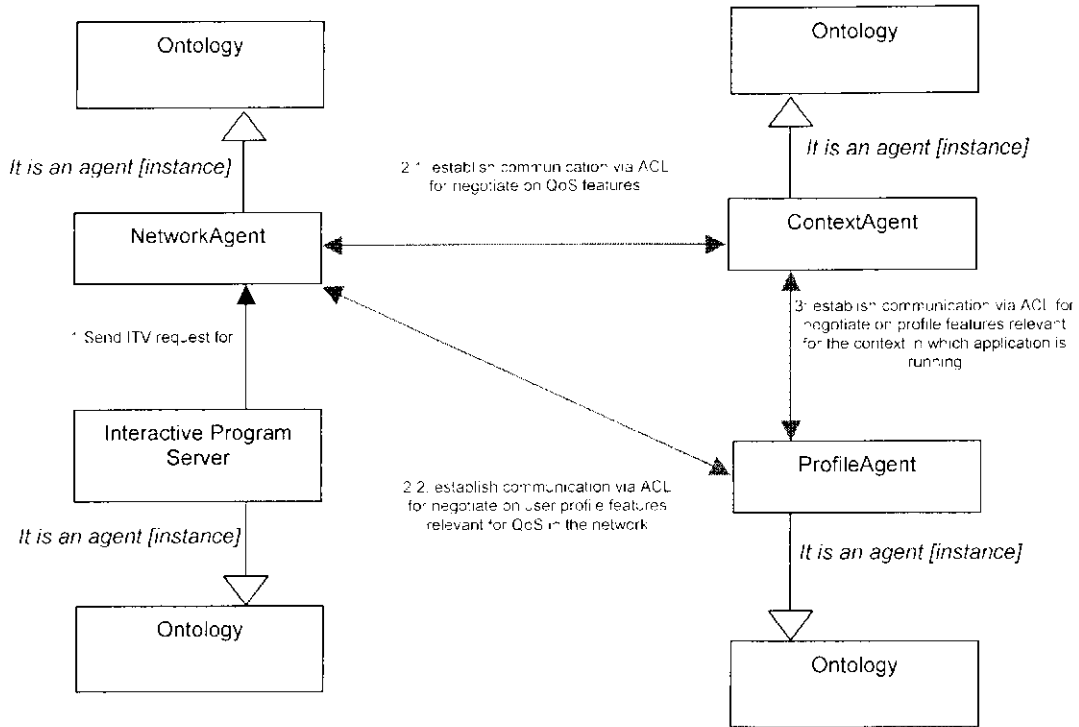 Ontology
Ontology
It is an agent [instance]
It is an agent [instance]
2.1. establish communication via ACL
for negotiate on QoS features
NetworkAgent
ContextAgent
1 Send ITV request for
3: establish communication via ACL for
negotiate on profile features relevant
for the context in which application is
running
Interactive Program
Server
ProfileAgent
2.2. establish communication via ACL
for negotiate on user profile features
relevant for QoS in the network
It is an agent [instance]
It is an agent [instance]
Ontology
Ontology